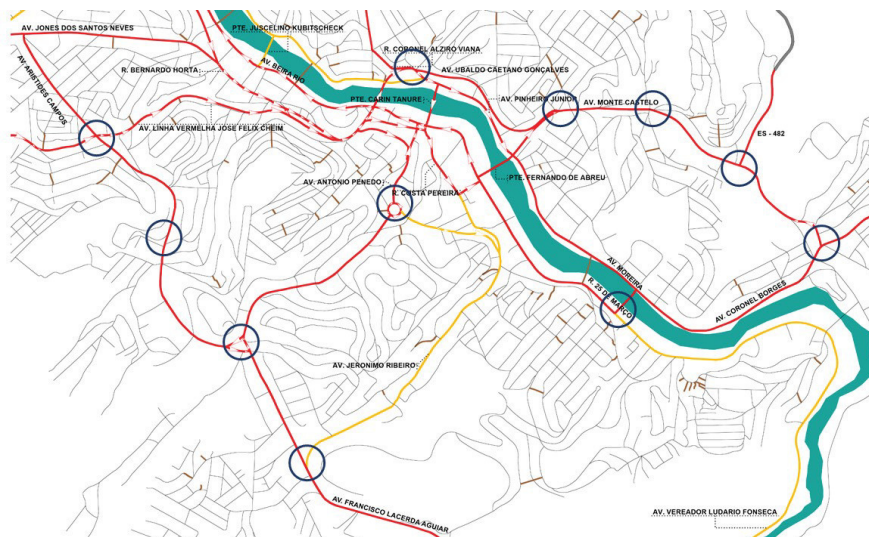 AV. JONES DOS SANTOS NEVES
PTE. JUSCELINO KUBITSCHECK
R. CORONEL ALZIRO VIANA
AV. ARISTIDES CAMPOS
R. BERNARDO HORTA
AV. BEIRA RIO
AV. UBALDO CAETANO GONÇALVES
PTE. CARIN TANURE
AV. PINHEIRO JUNIOR
AV. MONTE CASTELO
AV. LINHA VERMELHA JOSE FELIX CHEIM
ES - 482
AV. ANTONIO PENEDO
R. COSTA PEREIRA
PTE. FERNANDO DE ABREU
AV. MOREIRA
R. 25 DE MARÇO
AV. CORONEL BORGES
AV. JERONIMO RIBEIRO
AV. FRANCISCO LACERDA AGUIAR
AV. VEREADOR LUDARIO FONSECA